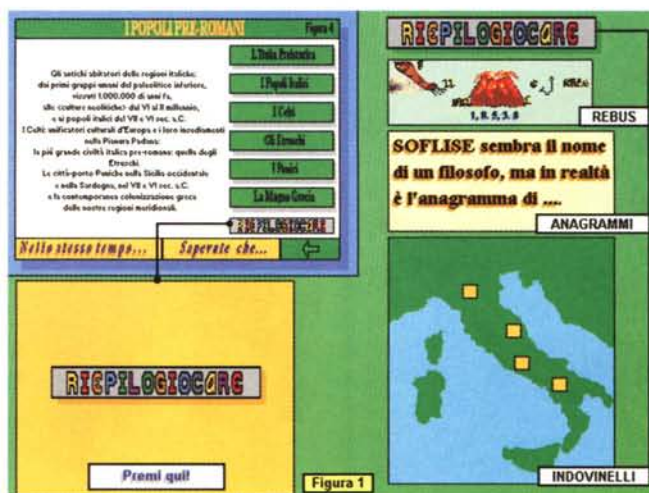 I POPOLI PRE-ROMANI
Figura 4
Gli antichi abitatori delle regioni italiche:
dai primi gruppi umani del paleolitico inferiore,
vissuti 1.000.000 di anni fa,
alle (culture neolitiche) dal VI al II millennio,
e ai popoli italici del VII e VI sec. a.C.
I Celti: unificatori culturali d'Europa e i loro insediamenti
nella Pianura Padana;
la più grande civiltà italica pre-romana: quella degli
Etruschi.
Le città-porto Puniche nella Sicilia occidentale
e nella Sardegna, nel VII e VI sec. a.C.
e la contemporanea colonizzazione greca
delle nostre regioni meridionali.
L'Italia Preistorica
I Popoli Italici
I Celti
Gli Etruschi
I Punici
La Magna Grecia
RIEPILOGIOCARE
Nello stesso tempo...
Sapevate che...
RIEPILOGIOCARE
Premi qui!
Figura 1
RIEPILOGIOCARE
1, 8, 5, 3, 8
REBUS
SOFLISE sembra il nome
di un filosofo, ma in realtà
è l'anagramma di ....
ANAGRAMMI
INDOVINELLI